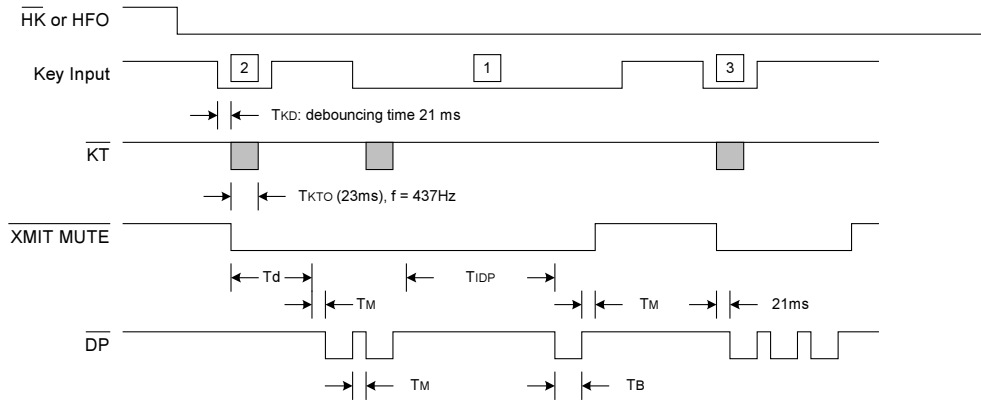 HK or HFO
Key Input
2
1
3
TKD: debouncing time 21 ms
KT
TKTO (23ms), f = 437Hz
XMIT MUTE
Td
TIDP
TM
TM
21ms
DP
TM
TB